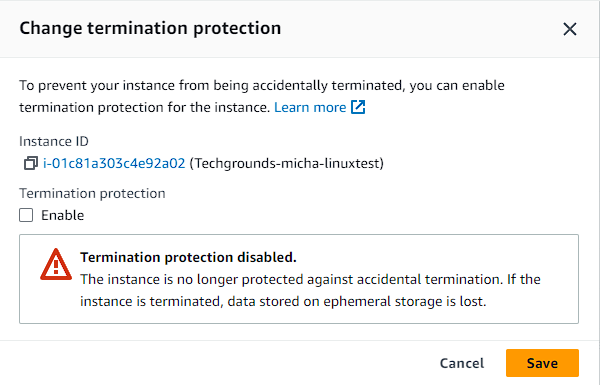 Change termination protection
To prevent your instance from being accidentally terminated, you can enable
termination protection for the instance. Learn more
Instance ID
i-01c81a303c4e92a02 (Techgrounds-micha-linuxtest)
Termination protection
Enable
Termination protection disabled.
The instance is no longer protected against accidental termination. If the
instance is terminated, data stored on ephemeral storage is lost.
Cancel
Save